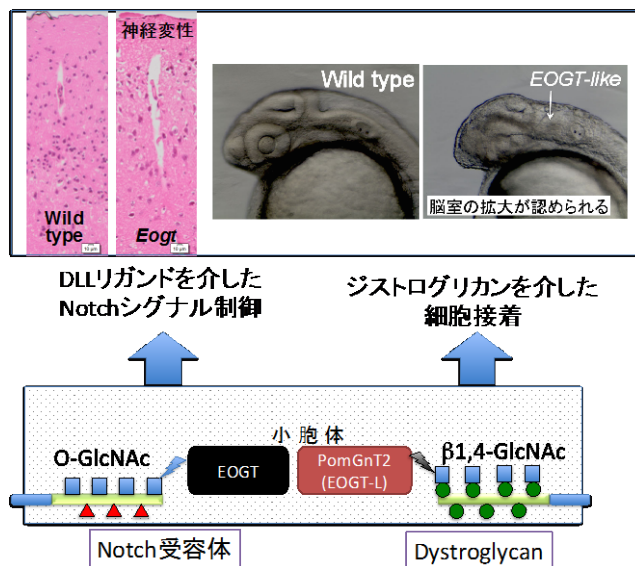 神経変性
Wild
type
Eogt
10 μm
10 μm
Wild type
EOGT-like
脳室の拡大が認められる
DLLリガンドを介した
Notchシグナル制御
ジストログリカンを介した
細胞接着
小胞体
O-GlcNAc
EOGT
PomGnT2
(EOGT-L)
β1,4-GlcNAc
Notch受容体
Dystroglycan